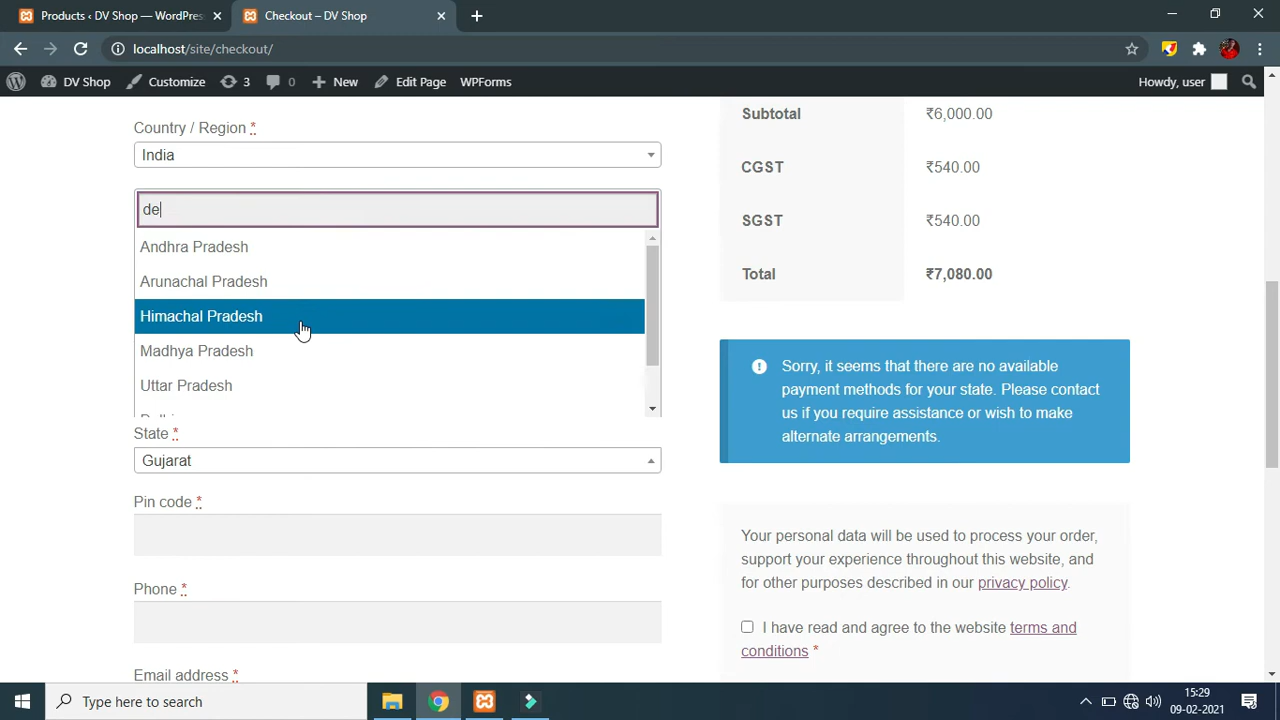 Products ‹ DV Shop — WordPres
Checkout – DV Shop
localhost/site/checkout/
DV Shop
Customize
3
0
New
Edit Page
WPForms
Howdy, user
Country / Region *
India
de
Andhra Pradesh
Arunachal Pradesh
Himachal Pradesh
Madhya Pradesh
Uttar Pradesh
State *
Gujarat
Pin code *
Phone *
Email address *
Subtotal ₹6,000.00
CGST ₹540.00
SGST ₹540.00
Total ₹7,080.00
Sorry, it seems that there are no available
payment methods for your state. Please contact
us if you require assistance or wish to make
alternate arrangements.
Your personal data will be used to process your order,
support your experience throughout this website, and
for other purposes described in our privacy policy.
I have read and agree to the website terms and
conditions *
Type here to search
15:29
09-02-2021